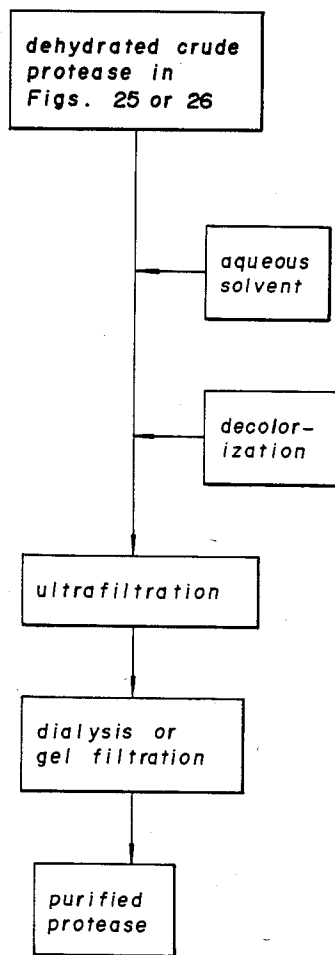 dehydrated crude
protease in
Figs. 25 or 26
aqueous
solvent
decolor-
ization
ultrafiltration
dialysis or
gel filtration
purified
protease